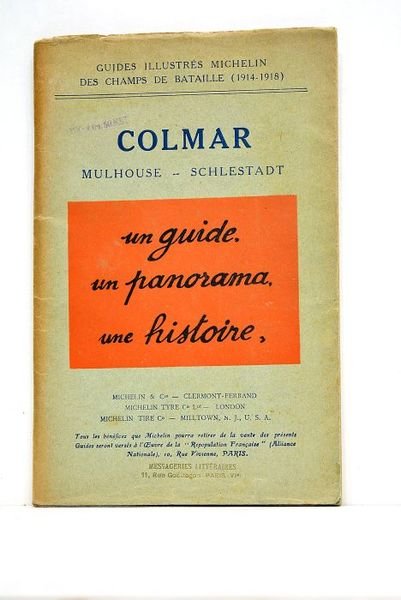 GUIDES ILLUSTRÉS MICHELIN
DES CHAMPS DE BATAILLE (1914-1918)
COLMAR
MULHOUSE — SCHLESTADT
un guide.
un panorama.
une histoire.
MICHELIN & Cie — CLERMONT-FERRAND
MICHELIN TYRE Cº Ltd — LONDON
MICHELIN TIRE Cº — MILLTOWN, N. J., U. S. A.
Tous les bénéfices que Michelin pourra retirer de la vente des présents
Guides seront versés à l'Œuvre de la "Repopulation Française" (Alliance
Nationale), 10, Rue Vivienne, PARIS.
MESSAGERIES LITTÉRAIRES
11, Rue PARIS VIe